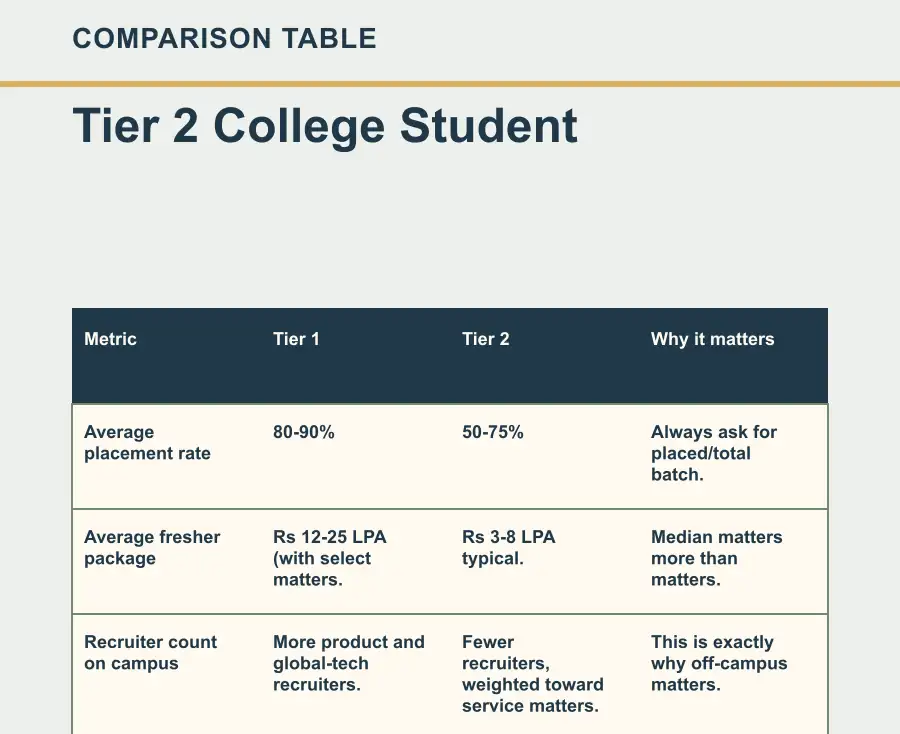 COMPARISON TABLE
Tier 2 College Student
Metric
Tier 1
Tier 2
Why it matters
Average
placement rate
80-90%
50-75%
Always ask for
placed/total
batch.
Average fresher
package
Rs 12-25 LPA
(with select
matters.
Rs 3-8 LPA
typical.
Median matters
more than
matters.
Recruiter count
on campus
More product and
global-tech
recruiters.
Fewer
recruiters,
weighted toward
service matters.
This is exactly
why off-campus
matters.